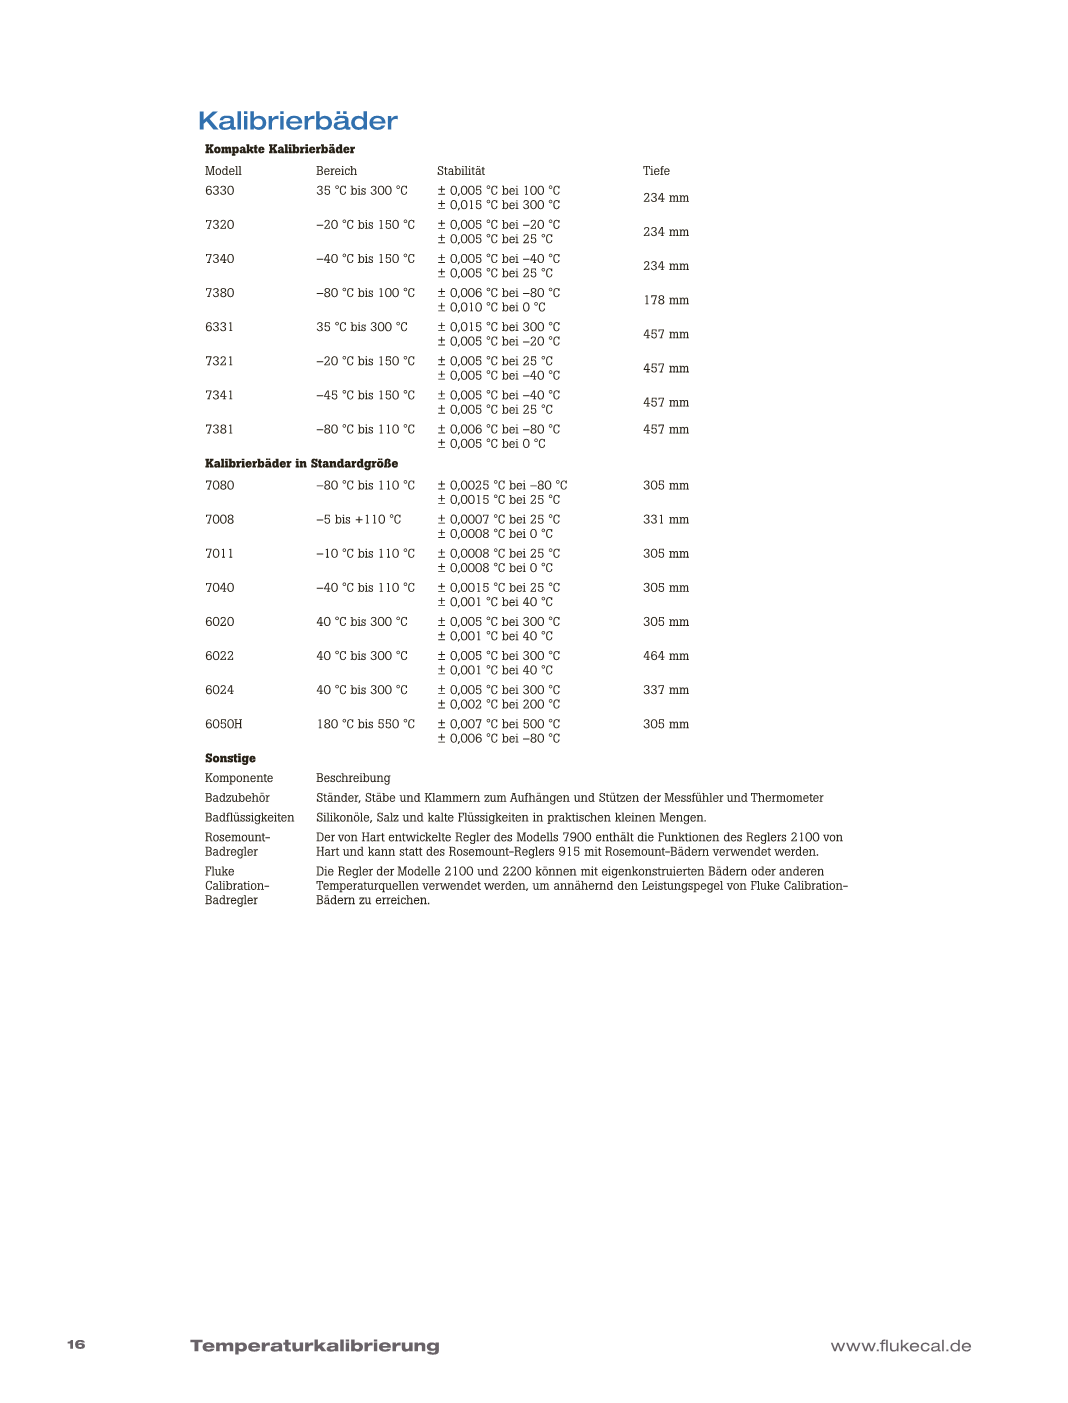 Kalibrierbäder
Kompakte Kalibrierbäder
Modell Bereich Stabilität Tiefe
6330 35 °C bis 300 °C ± 0,005 °C bei 100 °C 234 mm
± 0,015 °C bei 300 °C
7320 –20 °C bis 150 °C ± 0,005 °C bei –20 °C 234 mm
± 0,005 °C bei 25 °C
7340 –40 °C bis 150 °C ± 0,005 °C bei –40 °C 234 mm
± 0,005 °C bei 25 °C
7380 –80 °C bis 100 °C ± 0,006 °C bei –80 °C 178 mm
± 0,010 °C bei 0 °C
6331 35 °C bis 300 °C ± 0,015 °C bei 300 °C 457 mm
± 0,005 °C bei –20 °C
7321 –20 °C bis 150 °C ± 0,005 °C bei 25 °C 457 mm
± 0,005 °C bei –40 °C
7341 –45 °C bis 150 °C ± 0,005 °C bei –40 °C 457 mm
± 0,005 °C bei 25 °C
7381 –80 °C bis 110 °C ± 0,006 °C bei –80 °C 457 mm
± 0,005 °C bei 0 °C
Kalibrierbäder in Standardgröße
7080 –80 °C bis 110 °C ± 0,0025 °C bei –80 °C 305 mm
± 0,0015 °C bei 25 °C
7008 –5 bis +110 °C ± 0,0007 °C bei 25 °C 331 mm
± 0,0008 °C bei 0 °C
7011 –10 °C bis 110 °C ± 0,0008 °C bei 25 °C 305 mm
± 0,0008 °C bei 0 °C
7040 –40 °C bis 110 °C ± 0,0015 °C bei 25 °C 305 mm
± 0,001 °C bei 40 °C
6020 40 °C bis 300 °C ± 0,005 °C bei 300 °C 305 mm
± 0,001 °C bei 40 °C
6022 40 °C bis 300 °C ± 0,005 °C bei 300 °C 464 mm
± 0,001 °C bei 40 °C
6024 40 °C bis 300 °C ± 0,005 °C bei 300 °C 337 mm
± 0,002 °C bei 200 °C
6050H 180 °C bis 550 °C ± 0,007 °C bei 500 °C 305 mm
± 0,006 °C bei –80 °C
Sonstige
Komponente Beschreibung
Badzubehör Ständer, Stäbe und Klammern zum Aufhängen und Stützen der Messfühler und Thermometer
Badflüssigkeiten Silikonöle, Salz und kalte Flüssigkeiten in praktischen kleinen Mengen.
Rosemount- Der von Hart entwickelte Regler des Modells 7900 enthält die Funktionen des Reglers 2100 von
Badregler Hart und kann statt des Rosemount-Reglers 915 mit Rosemount-Bädern verwendet werden.
Fluke Die Regler der Modelle 2100 und 2200 können mit eigenkonstruierten Bädern oder anderen
Calibration- Temperaturquellen verwendet werden, um annähernd den Leistungspegel von Fluke Calibration-
Badregler Bädern zu erreichen.
16 Temperaturkalibrierung www.flukecal.de